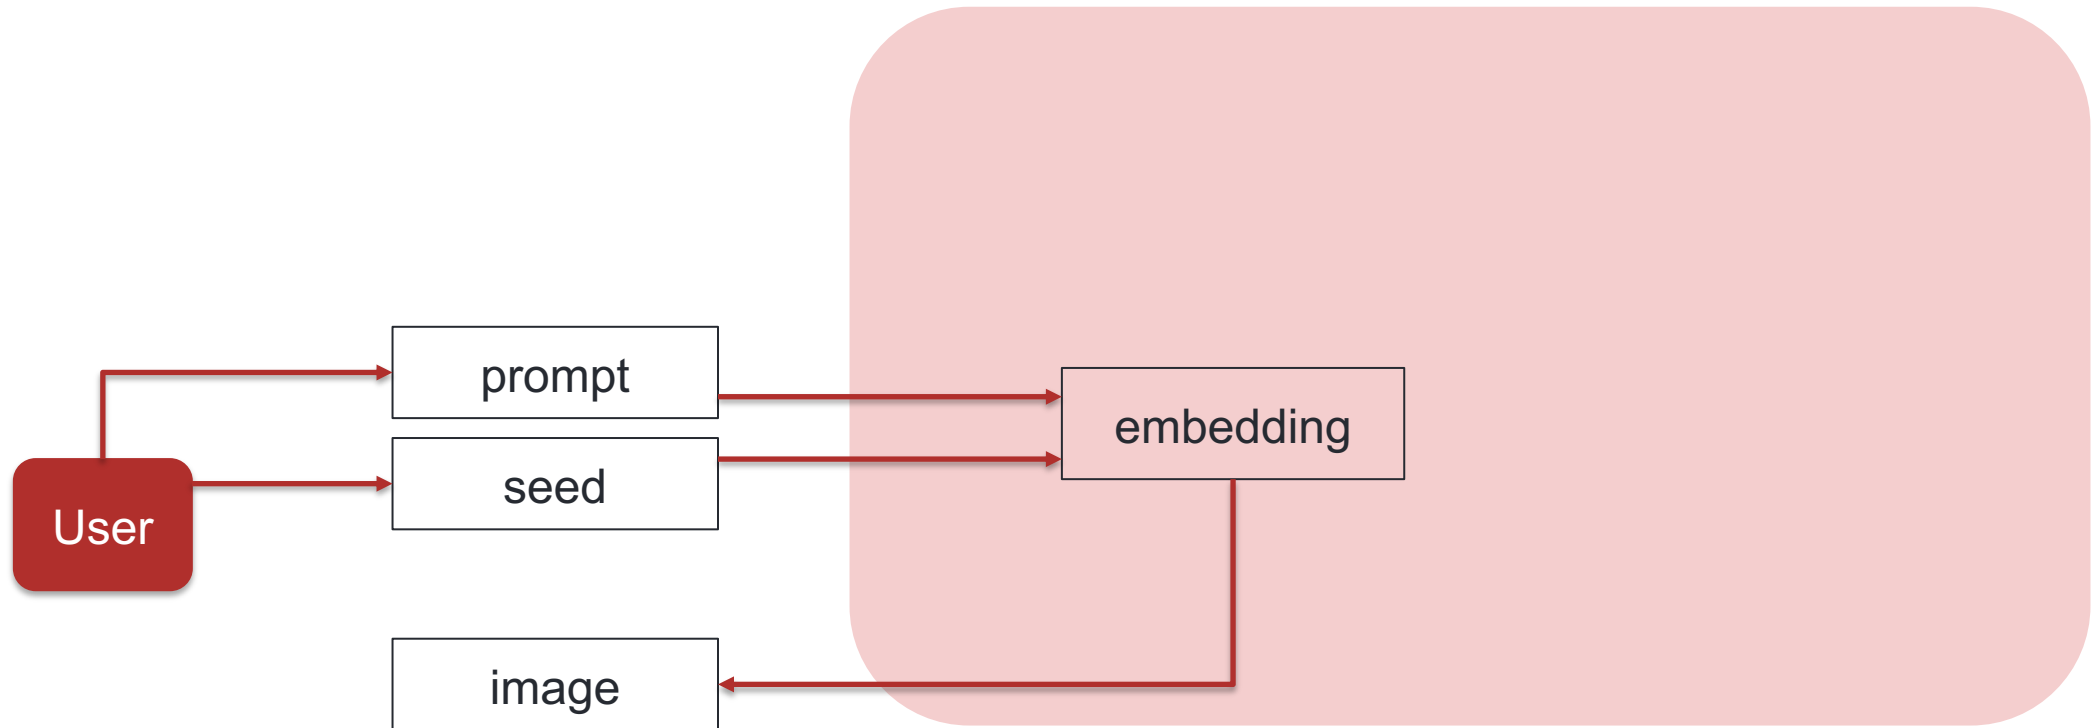 prompt
embedding
seed
User
image